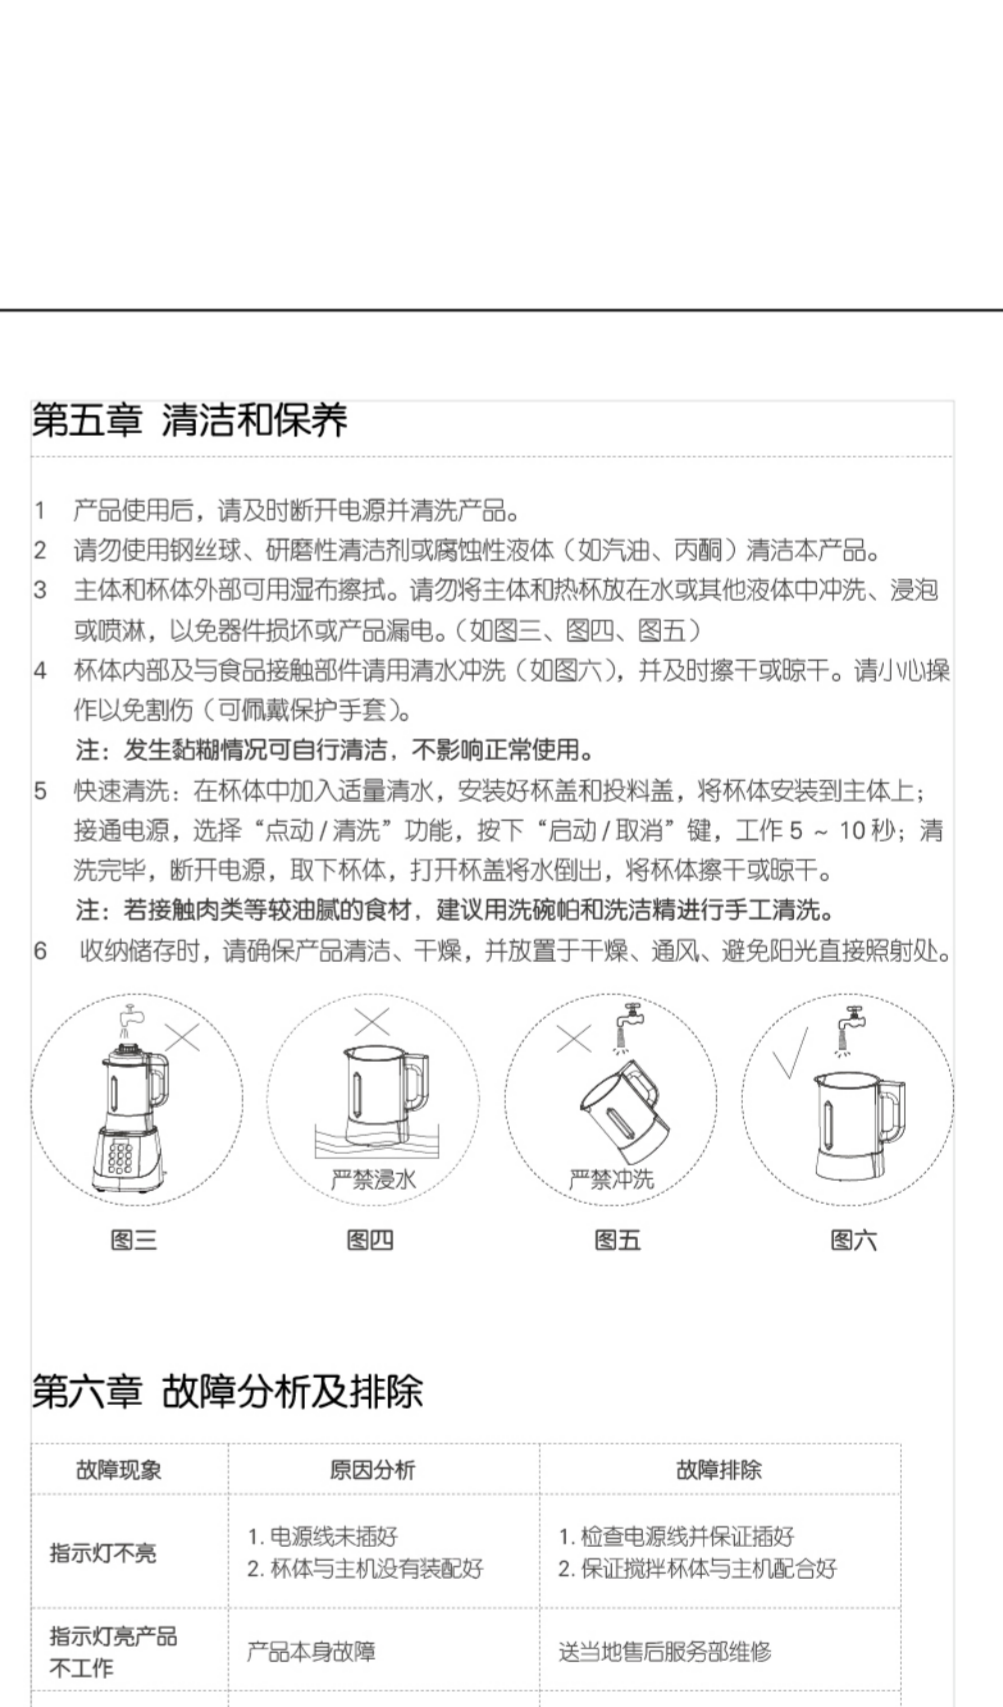 第五章 清洁和保养
1 产品使用后，请及时断开电源并清洗产品。
2 请勿使用钢丝球、研磨性清洁剂或腐蚀性液体（如汽油、丙酮）清洁本产品。
3 主体和杯体外部可用湿布擦拭。请勿将主体和热杯放在水或其他液体中冲洗、浸泡
或喷淋，以免器件损坏或产品漏电。（如图三、图四、图五）
4 杯体内部及与食品接触部件请用清水冲洗（如图六），并及时擦干或晾干。请小心操
作以免割伤（可佩戴保护手套）。
注：发生黏糊情况可自行清洁，不影响正常使用。
5 快速清洗：在杯体中加入适量清水，安装好杯盖和投料盖，将杯体安装到主体上；
接通电源，选择“点动/清洗”功能，按下“启动/取消”键，工作 5 ~ 10 秒；清
洗完毕，断开电源，取下杯体，打开杯盖将水倒出，将杯体擦干或晾干。
注：若接触肉类等较油腻的食材，建议用洗碗帕和洗洁精进行手工清洗。
6 收纳储存时，请确保产品清洁、干燥，并放置于干燥、通风、避免阳光直接照射处。
严禁浸水 严禁冲洗
图三 图四 图五 图六
第六章 故障分析及排除
故障现象 原因分析 故障排除
指示灯不亮
1. 电源线未插好
2. 杯体与主机没有装配好
1. 检查电源线并保证插好
2. 保证搅拌杯体与主机配合好
指示灯亮产品
不工作
产品本身故障
送当地售后服务部维修